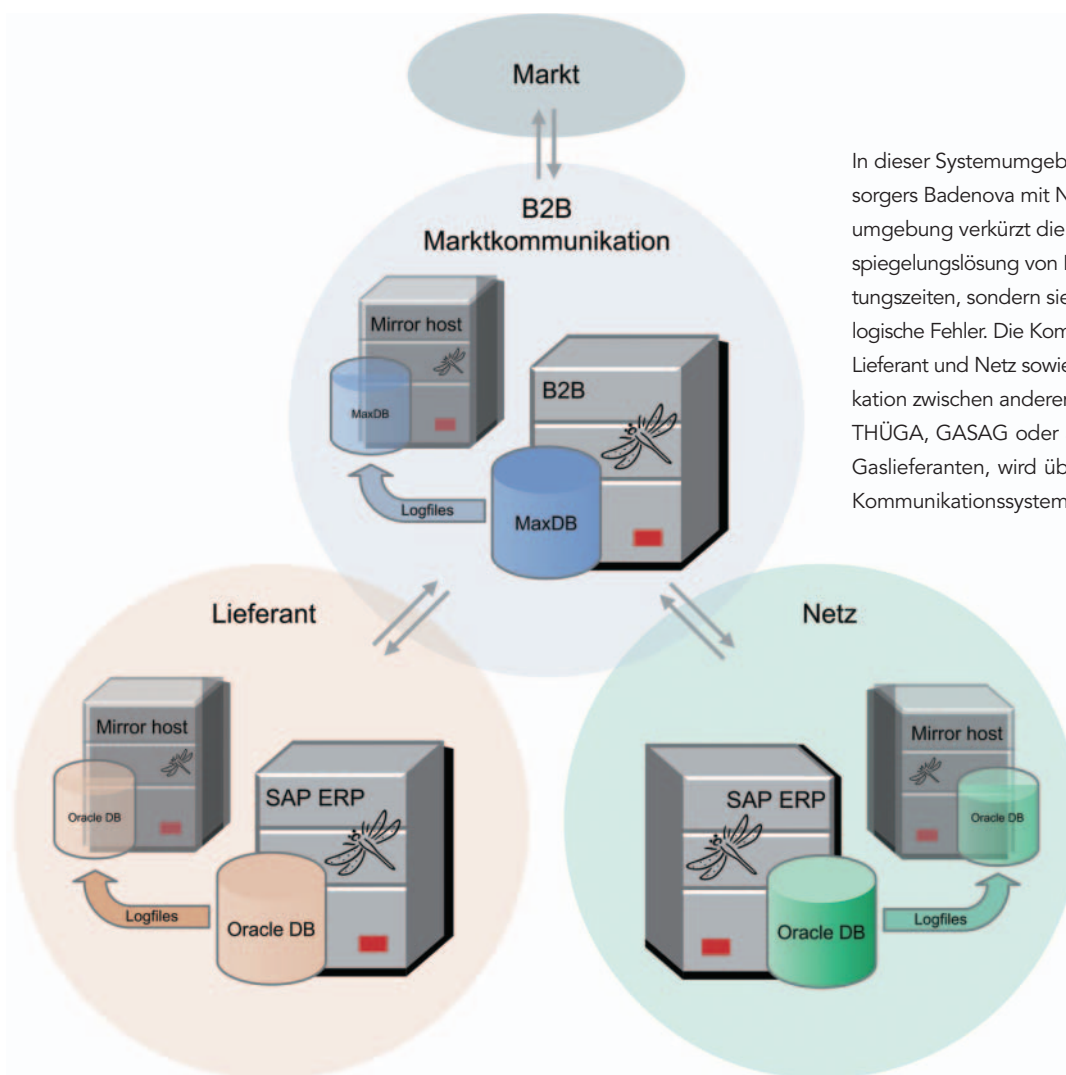 Markt
B2B
Marktkommunikation
Mirror host
MaxDB
B2B
Logfiles
MaxDB
Lieferant
Mirror host
Oracle DB
SAP ERP
Logfiles
Oracle DB
Netz
Mirror host
SAP ERP
Oracle DB
Oracle DB
Logfiles
In dieser Systemumgeb
sorgers Badenova mit N
umgebung verkürzt die
spiegelungslösung von
tungszeiten, sondern sie
logische Fehler. Die Kom
Lieferant und Netz sowie
kation zwischen anderen
THÜGA, GASAG oder
Gaslieferanten, wird üb
Kommunikationssystem